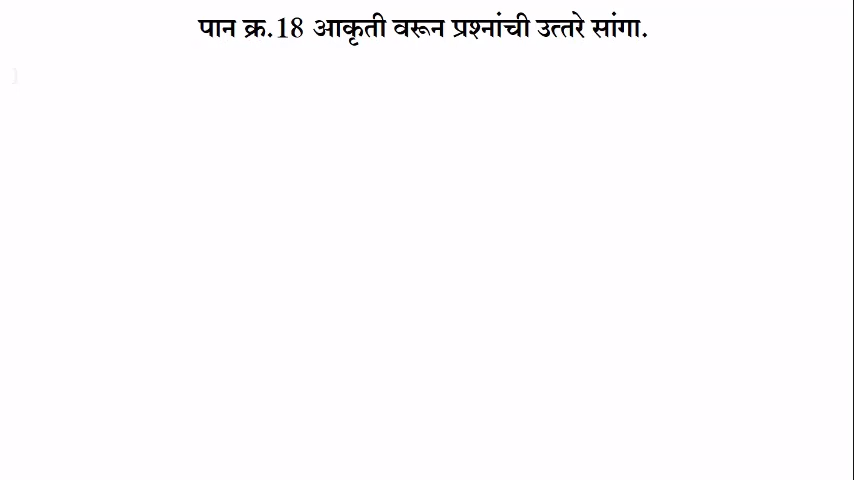 पान क्र.18 आकृती वरून प्रश्नांची उत्तरे सांगा.